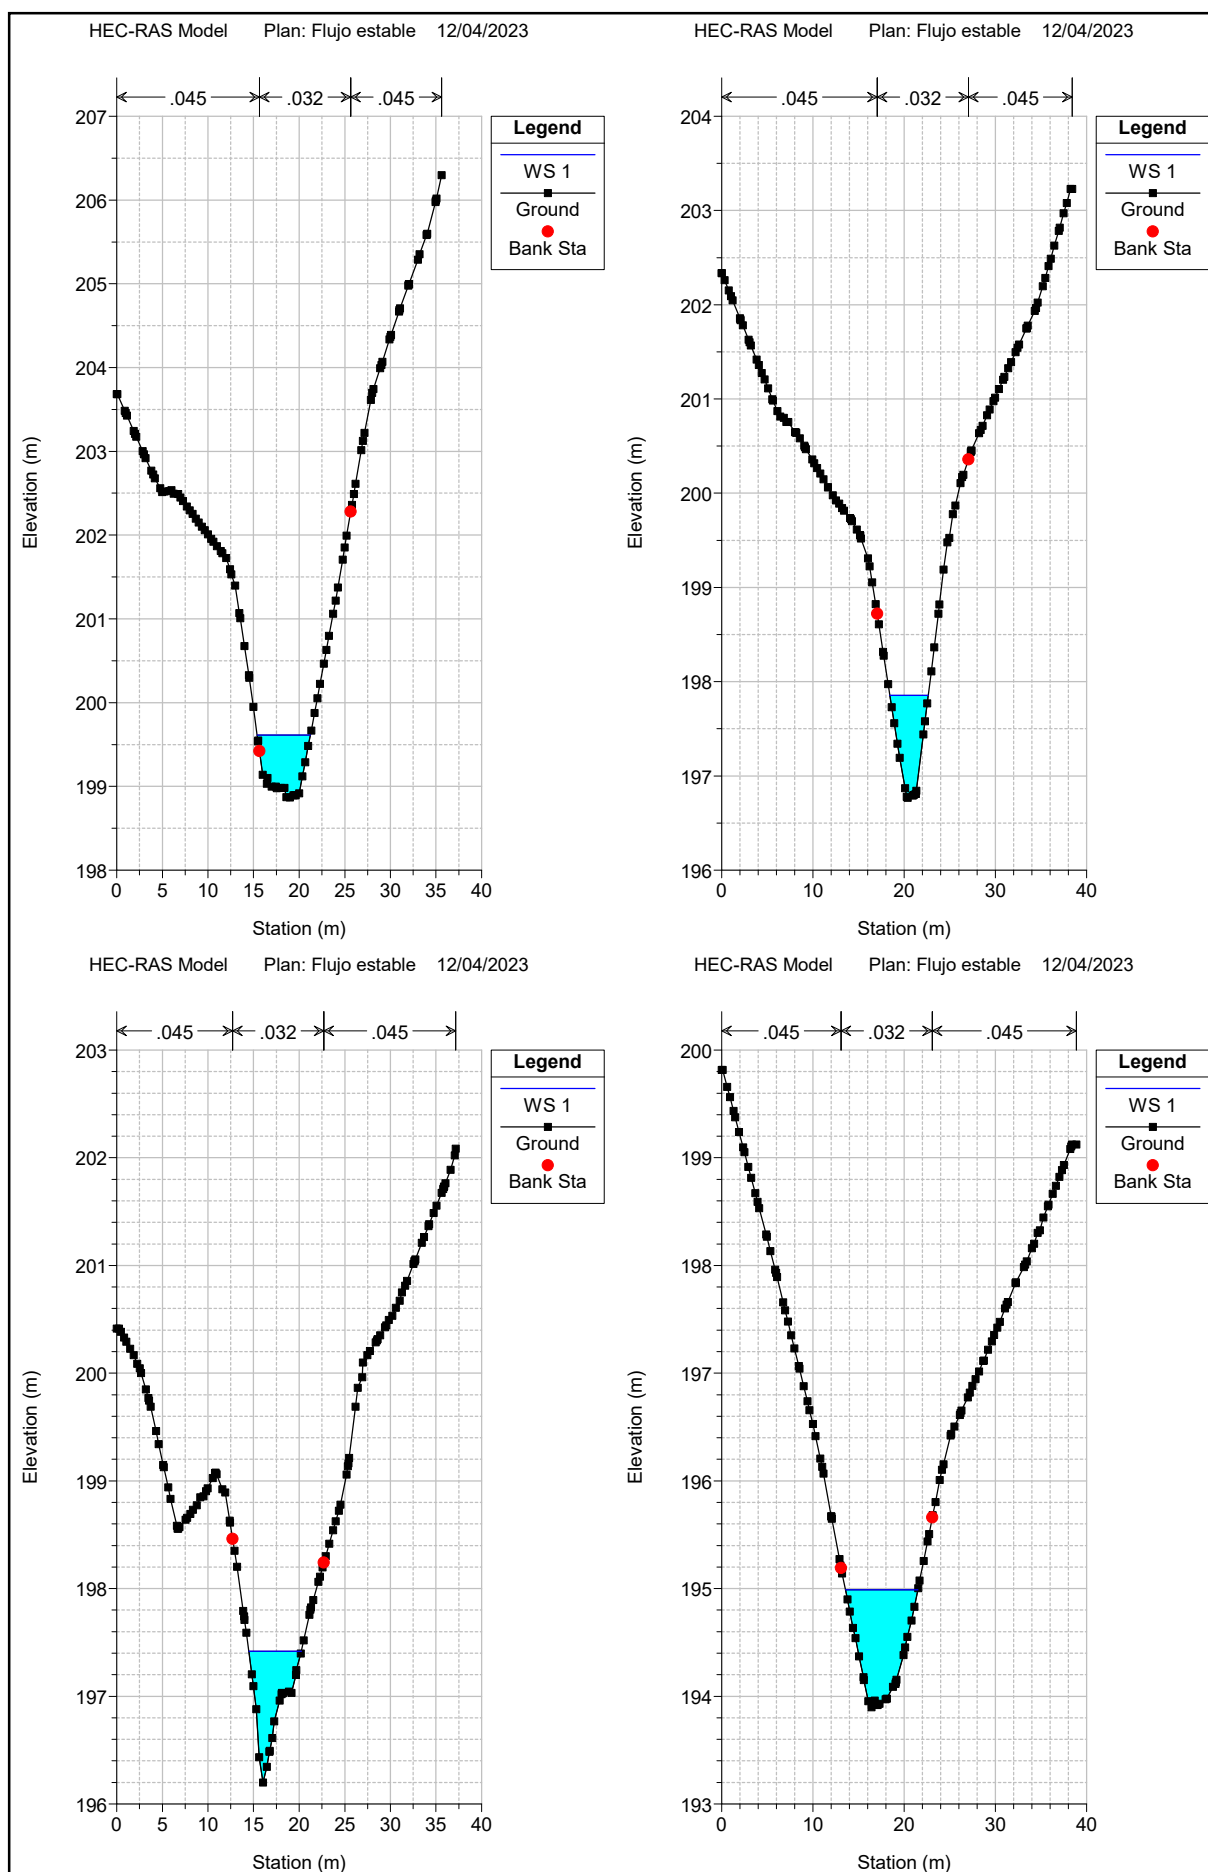 HEC-RAS Model Plan: Flujo estable 12/04/2023
.045 .032 .045
207
206
205
204
203
202
201
200
199
198
Elevation (m)
0 5 10 15 20 25 30 35 40
Station (m)
Legend
WS 1
Ground
Bank Sta
HEC-RAS Model Plan: Flujo estable 12/04/2023
.045 .032 .045
204
203
202
201
200
199
198
197
196
Elevation (m)
0 10 20 30 40
Station (m)
Legend
WS 1
Ground
Bank Sta
HEC-RAS Model Plan: Flujo estable 12/04/2023
.045 .032 .045
203
202
201
200
199
198
197
196
Elevation (m)
0 5 10 15 20 25 30 35 40
Station (m)
Legend
WS 1
Ground
Bank Sta
HEC-RAS Model Plan: Flujo estable 12/04/2023
.045 .032 .045
200
199
198
197
196
195
194
193
Elevation (m)
0 10 20 30 40
Station (m)
Legend
WS 1
Ground
Bank Sta